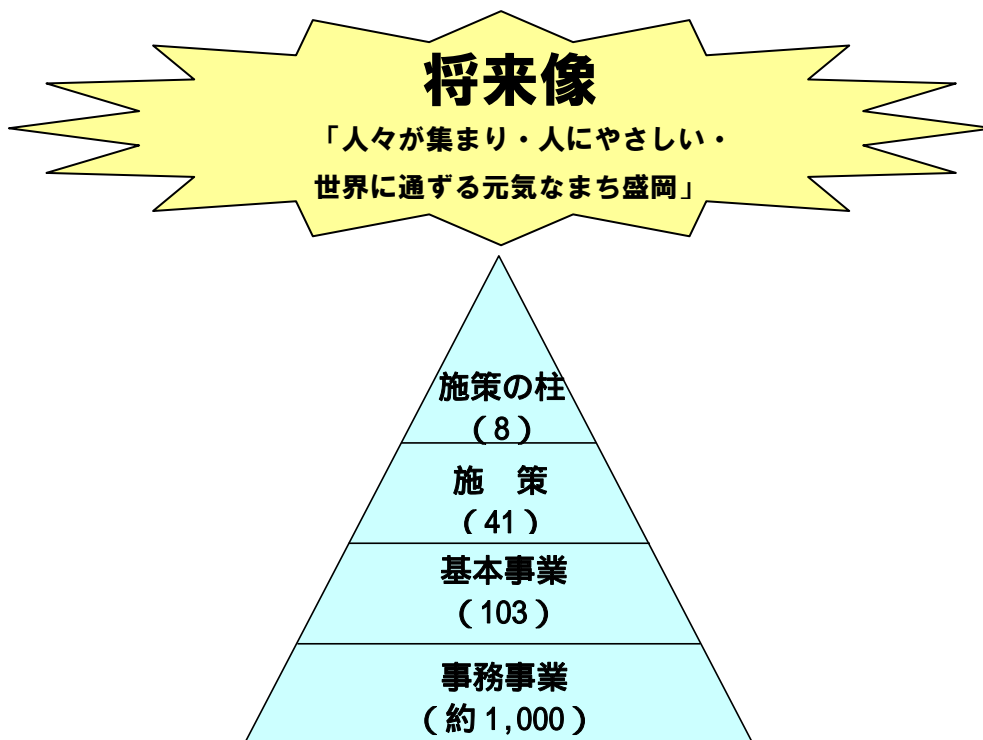 将来像
「人々が集まり・人にやさしい・
世界に通ずる元気なまち盛岡」
施策の柱
（８）
施　策
（41）
基本事業
（103）
事務事業
（約 1,000）